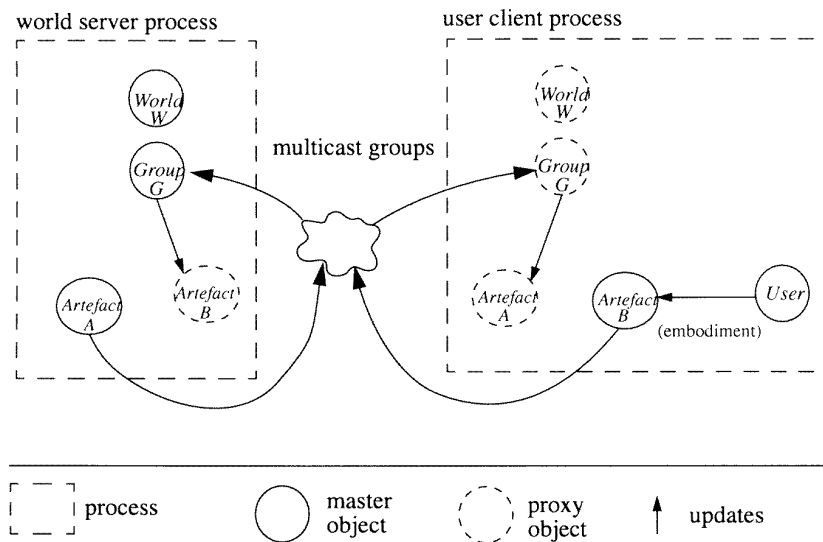 world server process
user client process
World
W
World
W
multicast groups
Group
G
Group
G
Artefact
A
Artefact
B
Artefact
A
Artefact
B
User
(embodiment)
process
master
object
proxy
object
updates